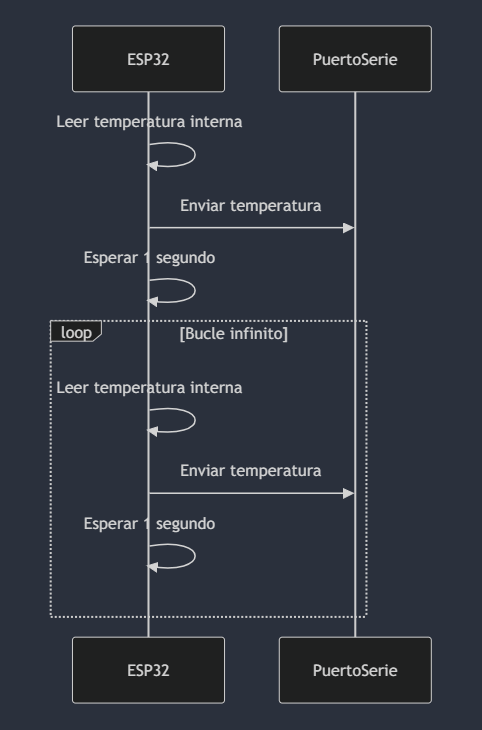 ESP32 PuertoSerie
Leer temperatura interna
Enviar temperatura
Esperar 1 segundo
loop [Bucle infinito]
Leer temperatura interna
Enviar temperatura
Esperar 1 segundo
ESP32 PuertoSerie